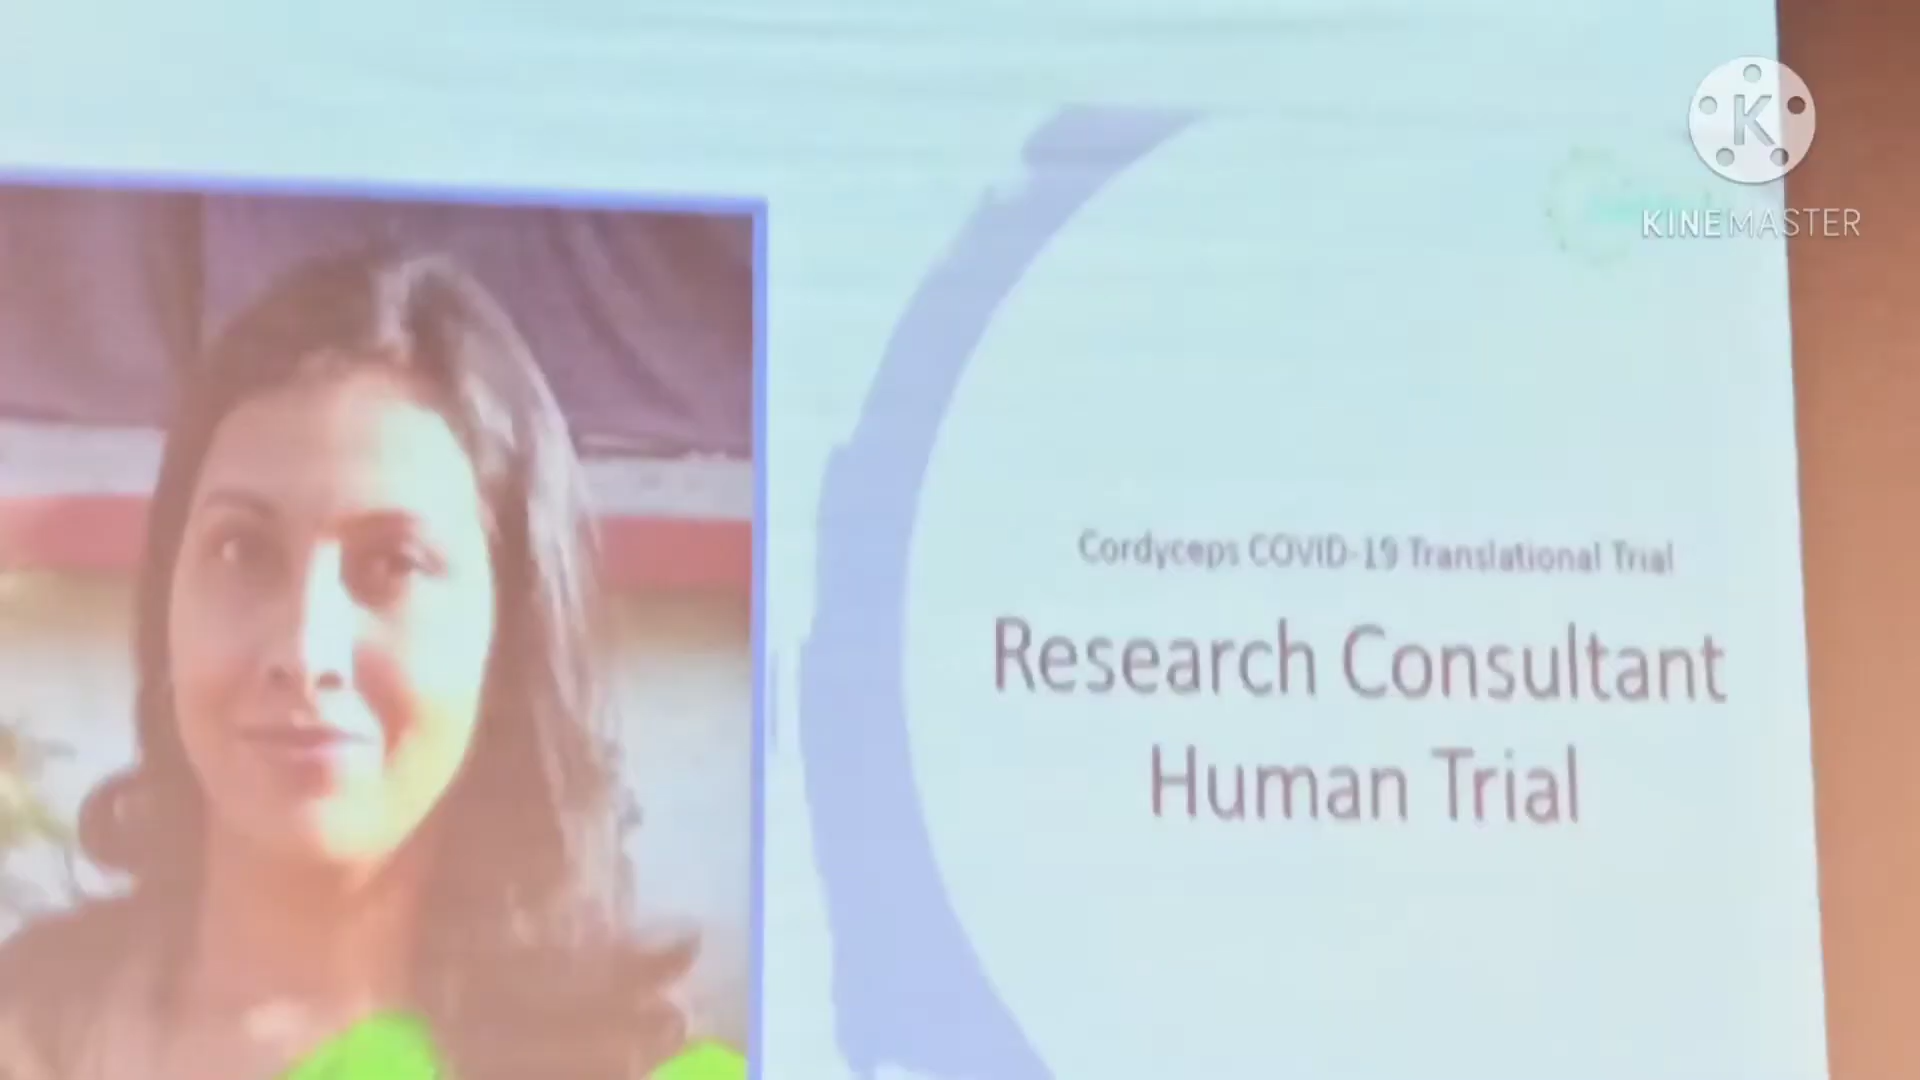 K
KINEMASTER
Cordyceps COVID-19 Translational Trial
Research Consultant
Human Trial